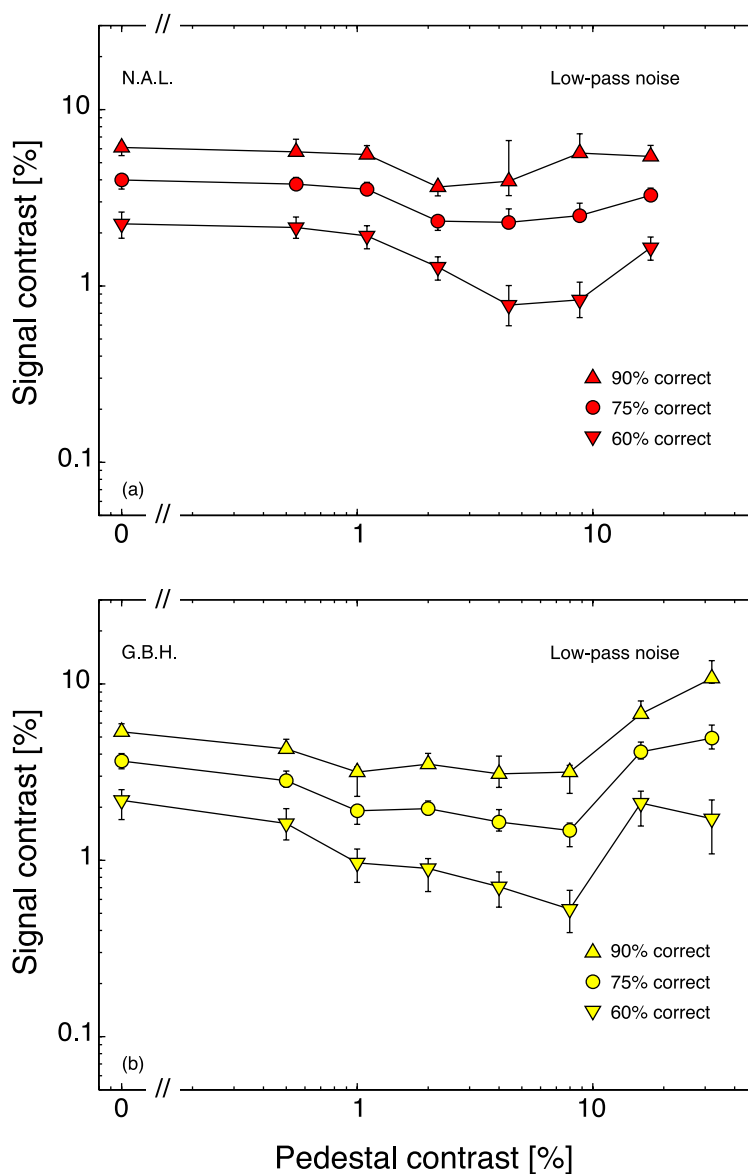 N.A.L. Low-pass noise
10
1
0.1
Signal contrast [%]
90% correct
75% correct
60% correct
(a)
0 // 1 10
G.B.H. Low-pass noise
10
1
0.1
Signal contrast [%]
90% correct
75% correct
60% correct
(b)
0 // 1 10
Pedestal contrast [%]